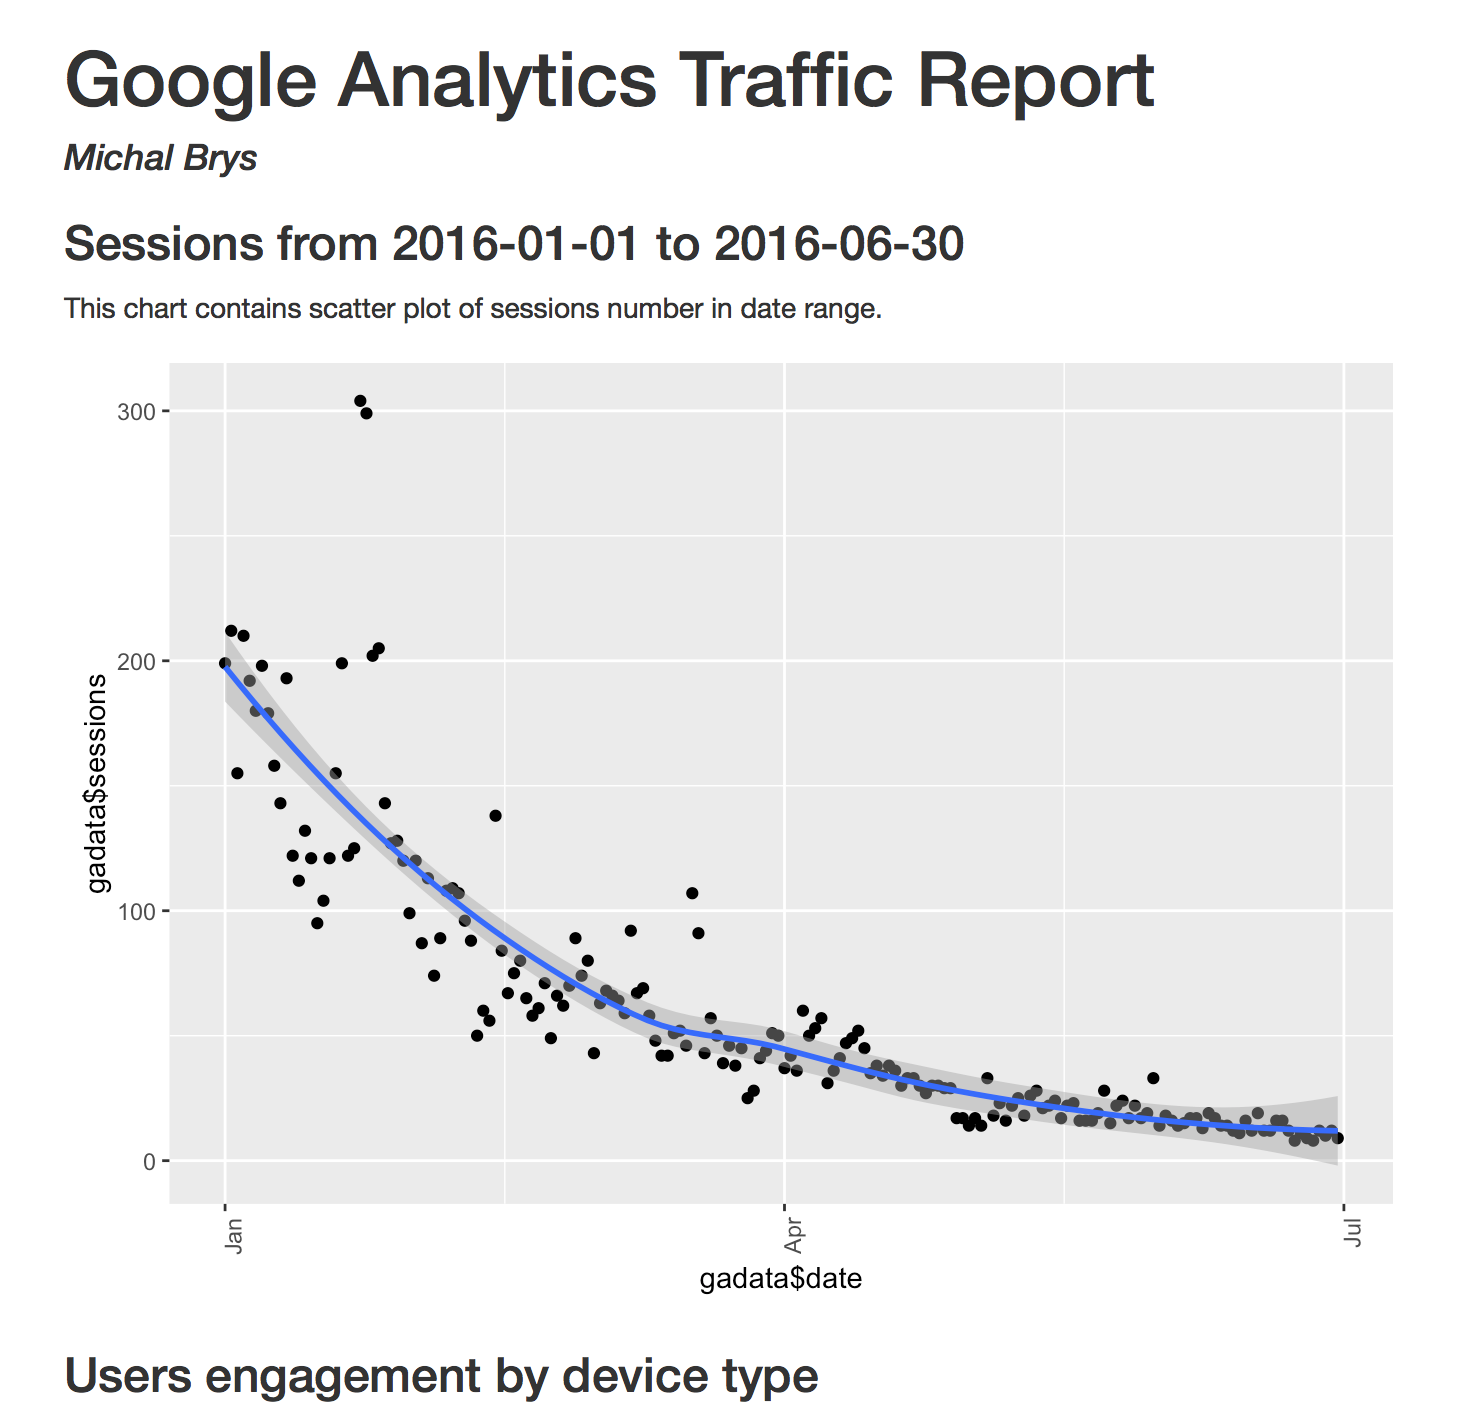 Google Analytics Traffic Report
Michal Brys
Sessions from 2016-01-01 to 2016-06-30
This chart contains scatter plot of sessions number in date range.
300
200
100
0
gadata$sessions
Jan
Apr
Jul
gadata$date
Users engagement by device type